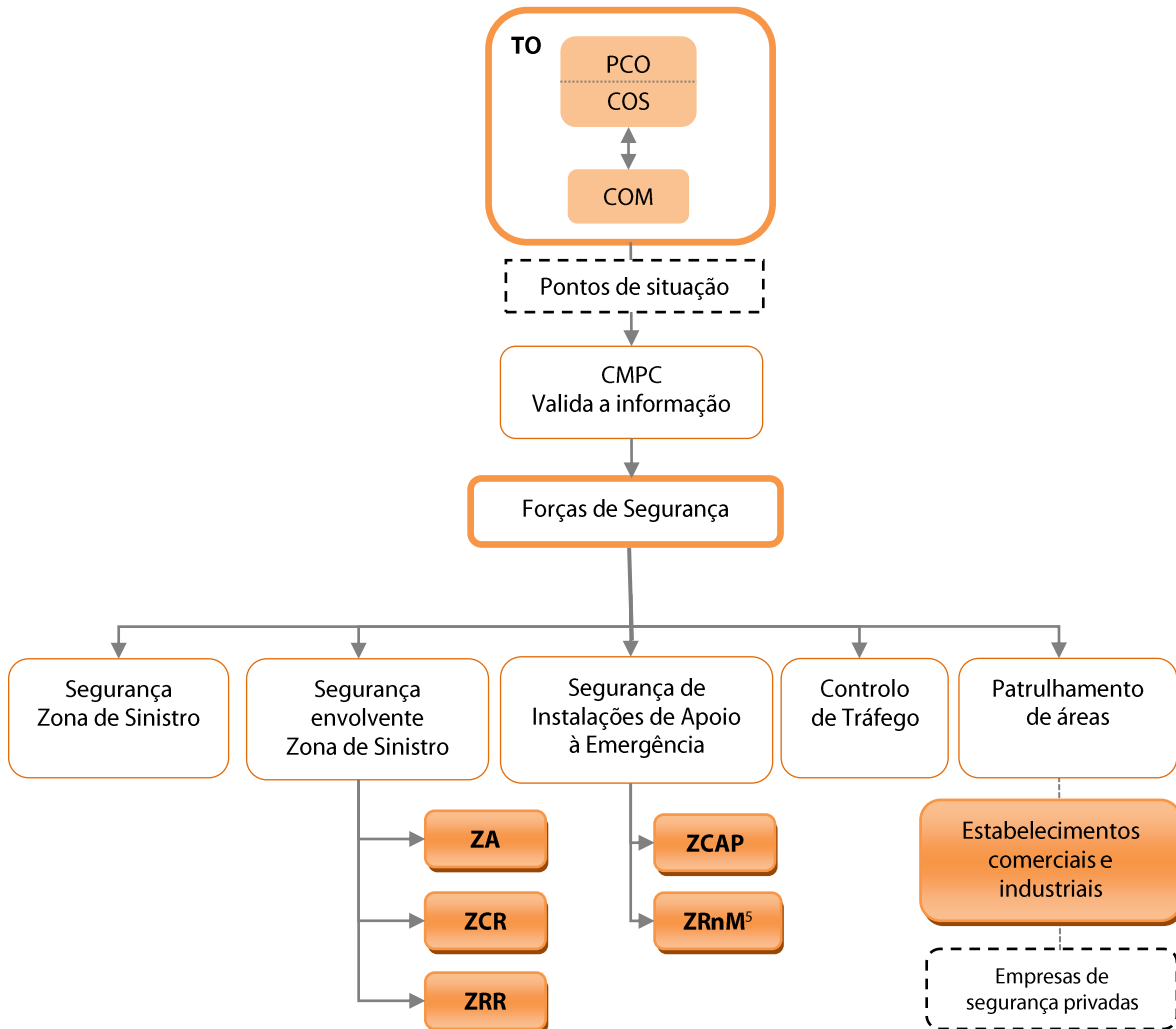 TO
PCO
COS
COM
Pontos de situação
CMPC
Valida a informação
Forças de Segurança
Segurança
Zona de Sinistro
Segurança
envolvente
Zona de Sinistro
Segurança de
Instalações de Apoio
à Emergência
Controlo
de Tráfego
Patrulhamento
de áreas
ZA
ZCR
ZRR
ZCAP
ZRnM⁵
Estabelecimentos
comerciais e
industriais
Empresas de
segurança privadas